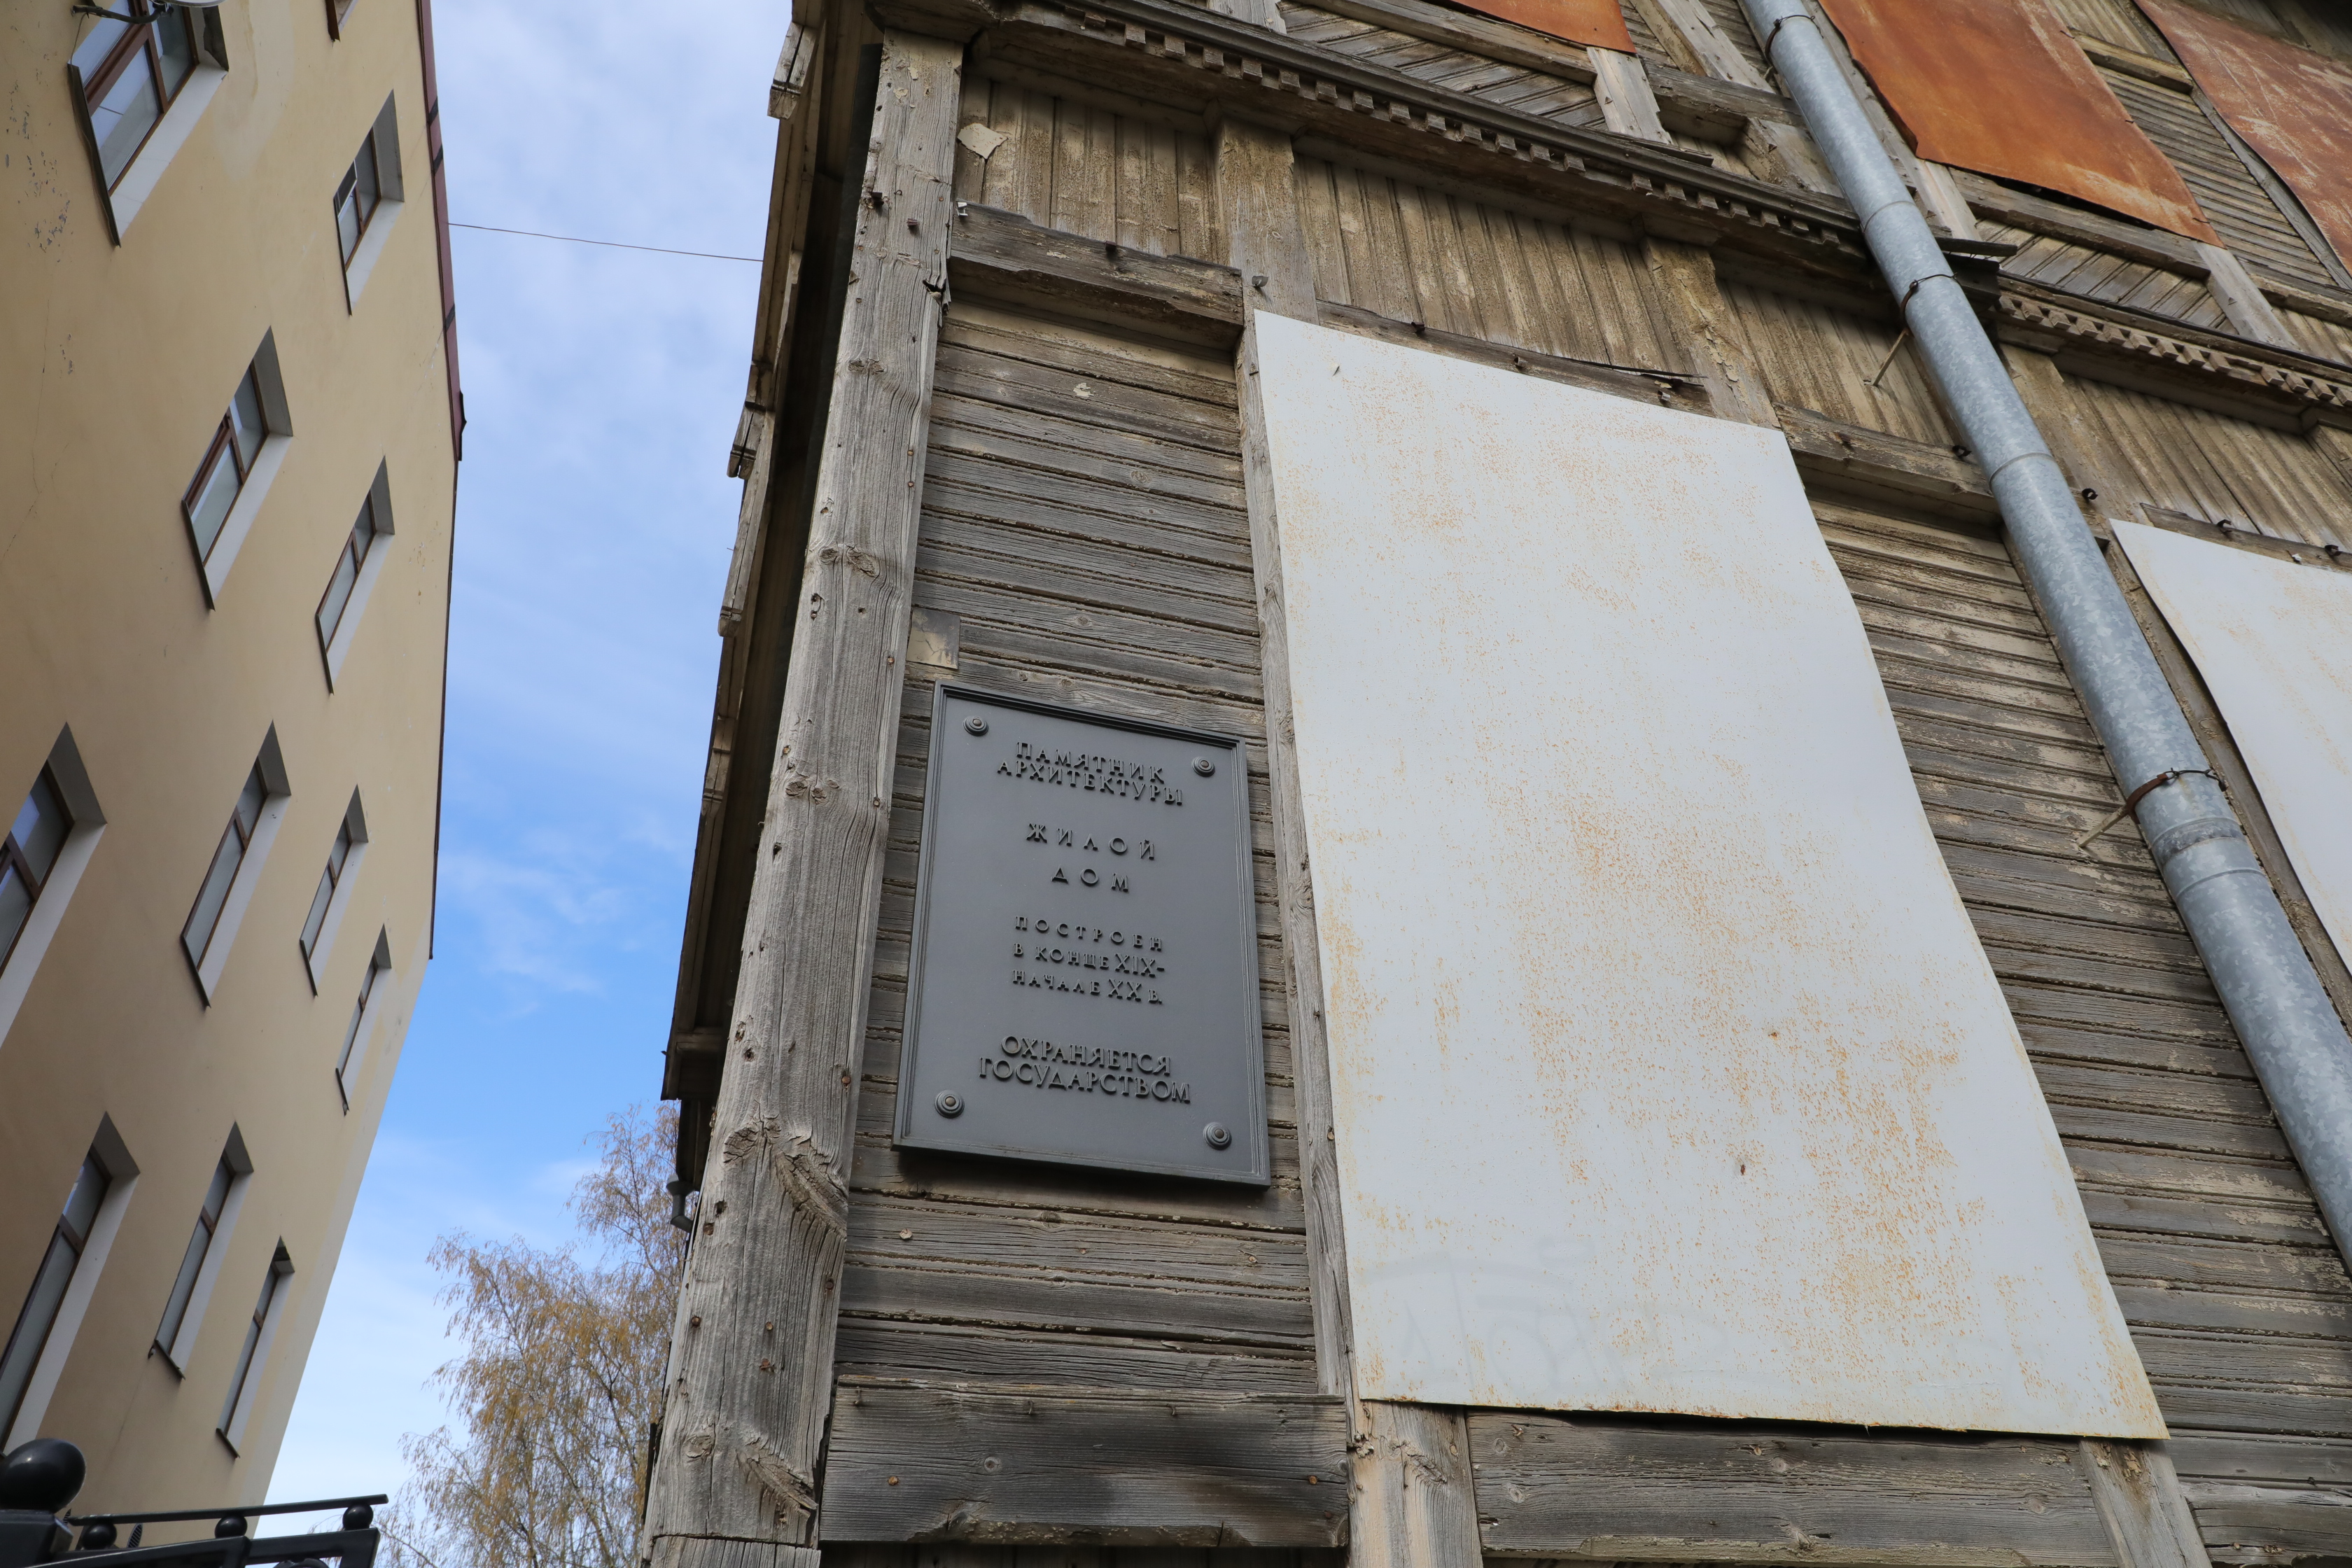 ПАМЯТНИК
АРХИТЕКТУРЫ
ЖИЛОЙ
ДОМ
ПОСТРОЕН
В КОНЦЕ XIX-
НАЧАЛЕ XX В.
ОХРАНЯЕТСЯ
ГОСУДАРСТВОМ